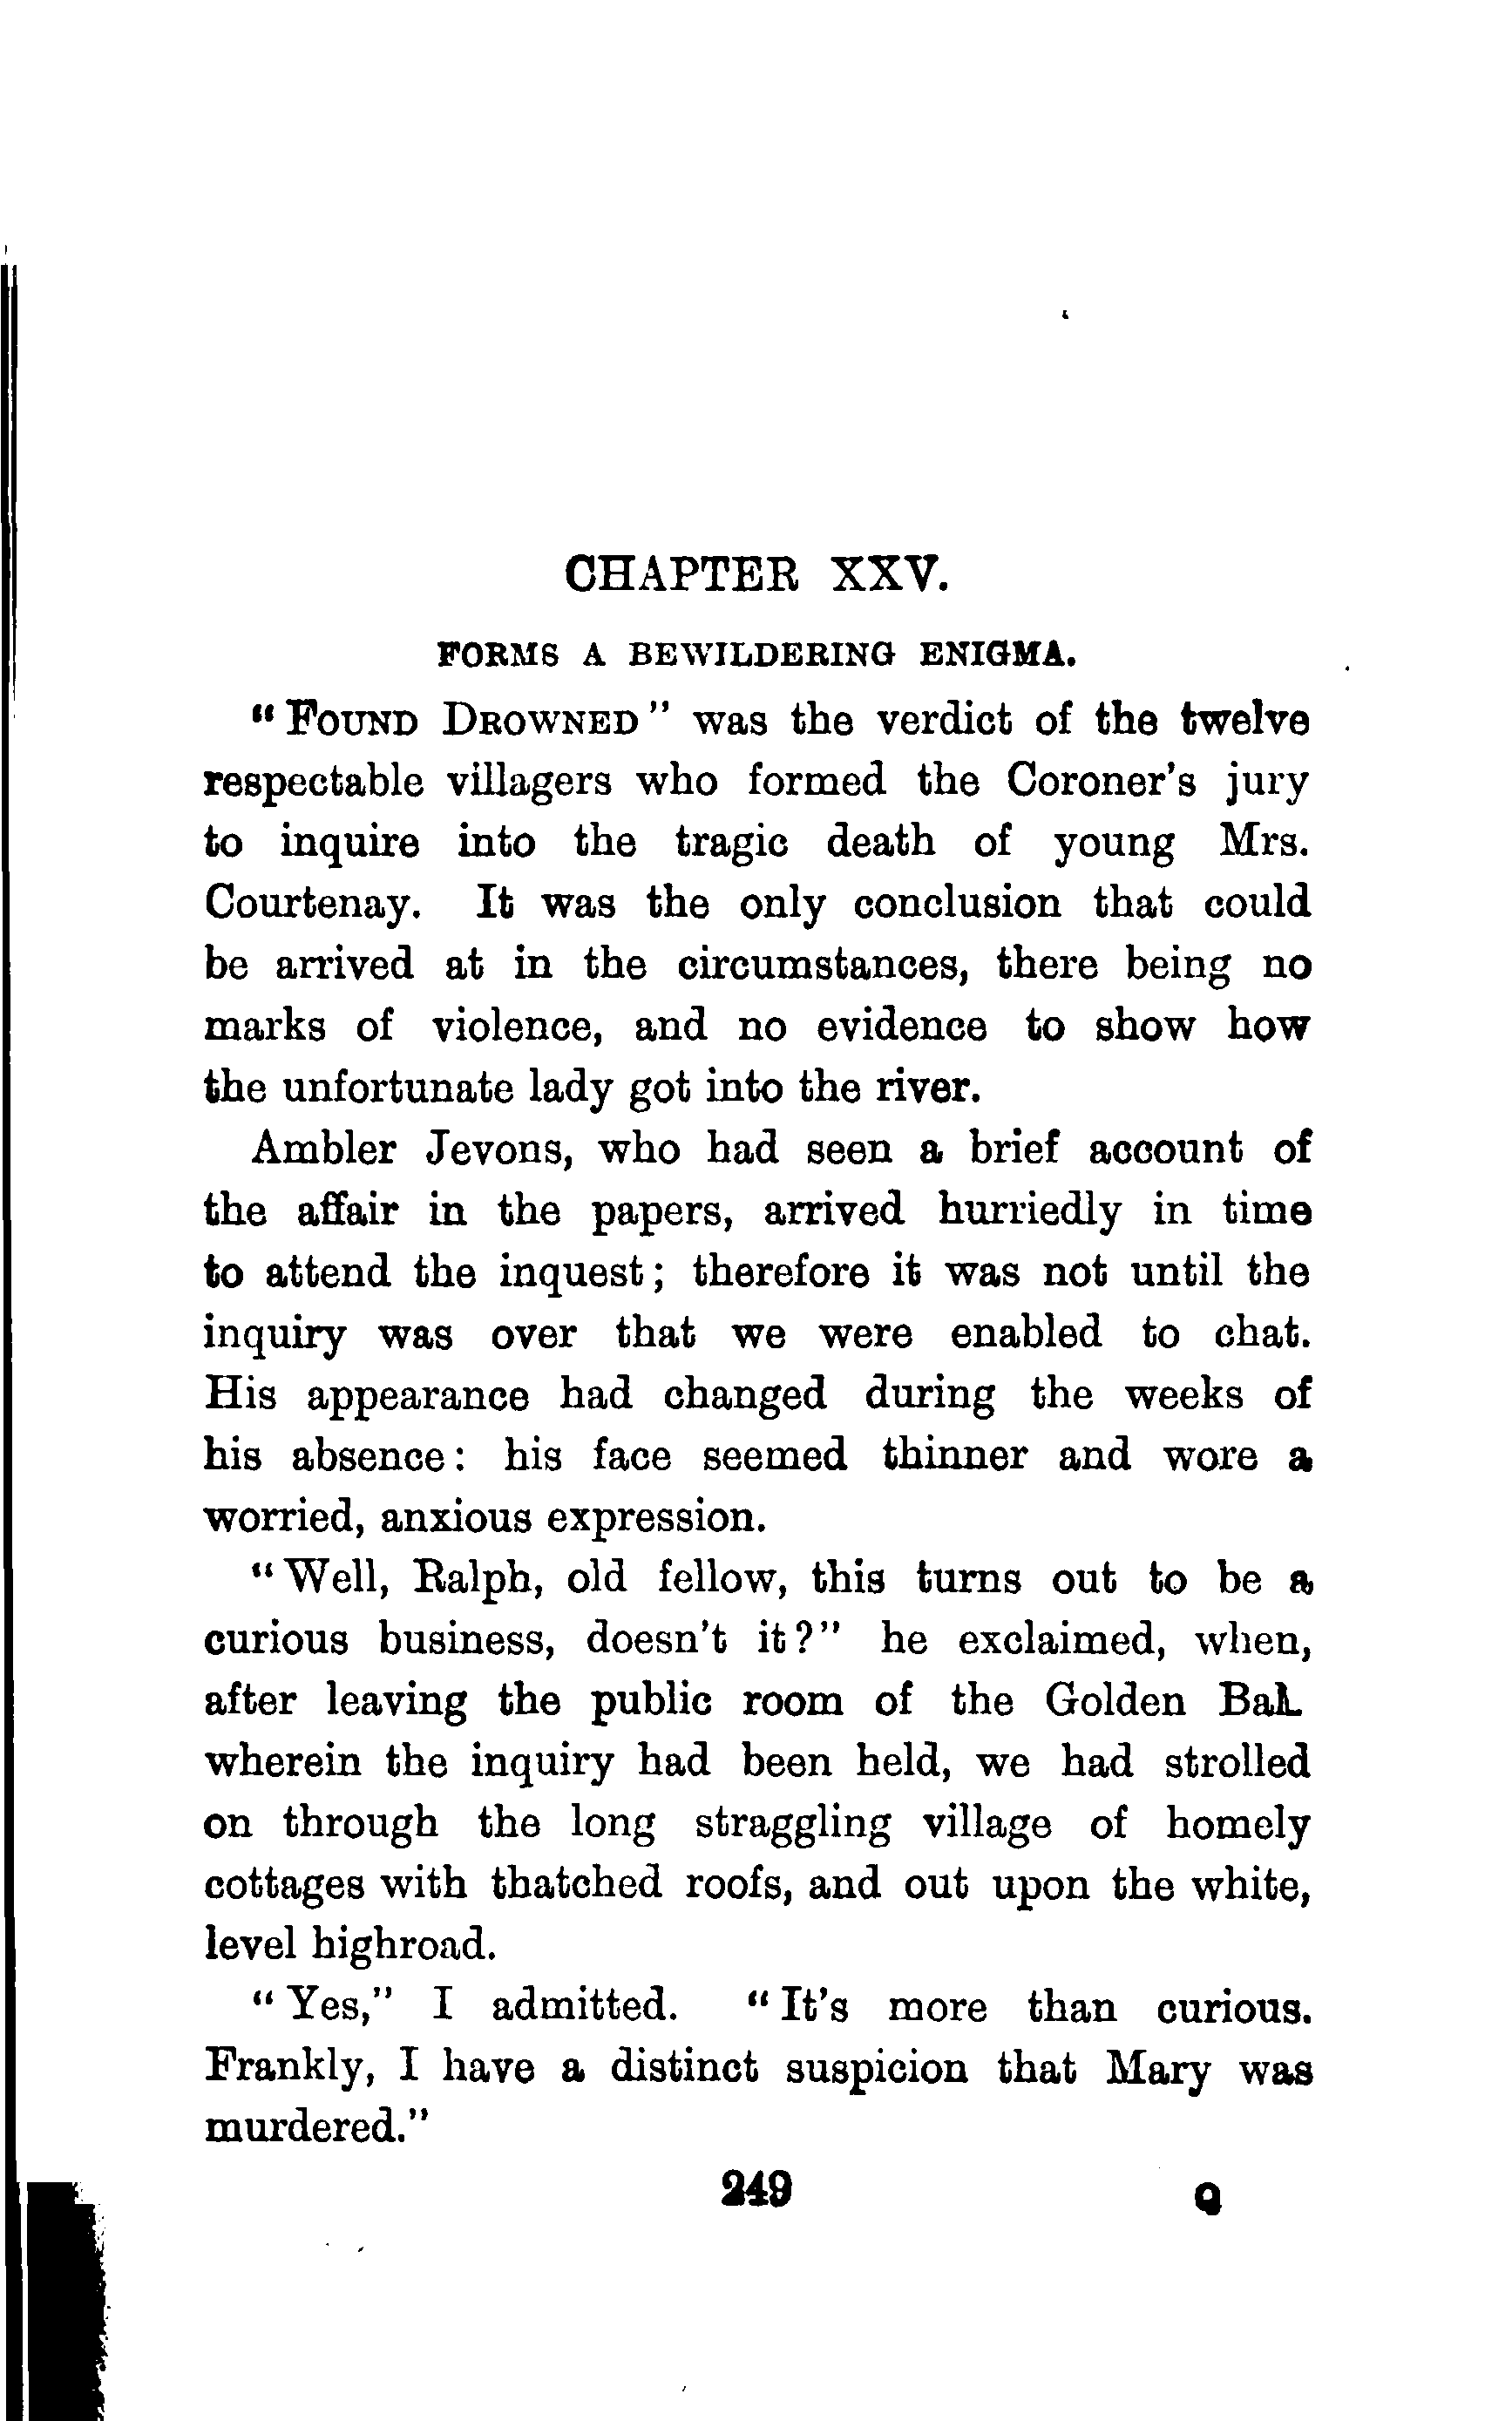 CHAPTER XXV.
FORMS A BEWILDERING ENIGMA.
"FOUND DROWNED" was the verdict of the twelve
respectable villagers who formed the Coroner's jury
to inquire into the tragic death of young Mrs.
Courtenay. It was the only conclusion that could
be arrived at in the circumstances, there being no
marks of violence, and no evidence to show how
the unfortunate lady got into the river.
Ambler Jevons, who had seen a brief account of
the affair in the papers, arrived hurriedly in time
to attend the inquest; therefore it was not until the
inquiry was over that we were enabled to chat.
His appearance had changed during the weeks of
his absence: his face seemed thinner and wore a
worried, anxious expression.
"Well, Ralph, old fellow, this turns out to be a
curious business, doesn't it?" he exclaimed, when,
after leaving the public room of the Golden
wherein the inquiry had been held, we had strolled
on through the long straggling village of homely
cottages with thatched roofs, and out upon the white,
level highroad.
"Yes," I admitted. "It's more than curious.
Frankly, I have a distinct suspicion that Mary was
murdered."
249 Q